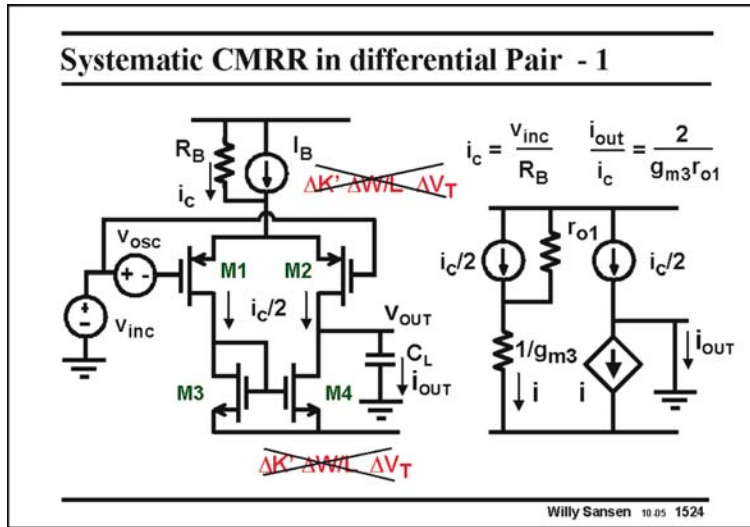 Systematic CMRR in differential Pair - 1
R_B
I_B
i_c
ΔK' ΔW/L ΔV_T
i_c = v_inc / R_B
i_out / i_c = 2 / g_m3 r_o1
v_osc
+ -
M1
M2
i_c/2
+
-
v_inc
v_OUT
C_L
i_OUT
M3
M4
ΔK' ΔW/L ΔV_T
r_o1
i_c/2
i_c/2
1/g_m3
i
i
i_OUT
Willy Sansen 10-05 1524